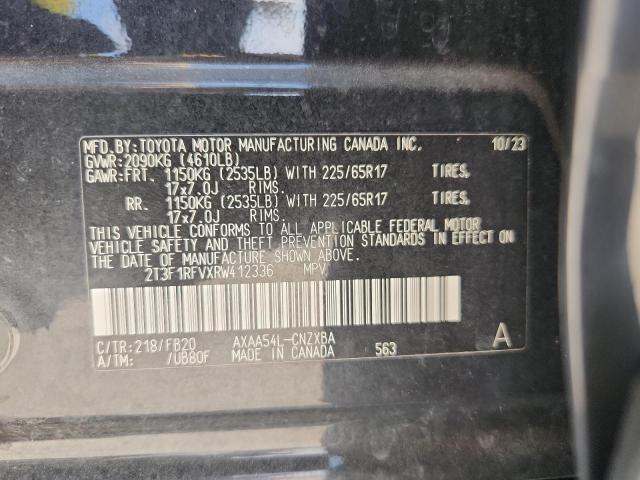 MFD.BY:TOYOTA MOTOR MANUFACTURING CANADA INC. 10/23
GVWR:2090KG (4610LB)
GAWR:FRT. 1150KG (2535LB) WITH 225/65R17 TIRES,
17x7.0J RIMS.
RR. 1150KG (2535LB) WITH 225/65R17 TIRES,
17x7.0J RIMS.
THIS VEHICLE CONFORMS TO ALL APPLICABLE FEDERAL MOTOR
VEHICLE SAFETY AND THEFT PREVENTION STANDARDS IN EFFECT ON
THE DATE OF MANUFACTURE SHOWN ABOVE.
2T3F1RFVXRW412336 MPV
C/TR:218/FB20 AXAA54L-CNZXBA A
A/TM: /UB80F MADE IN CANADA 563